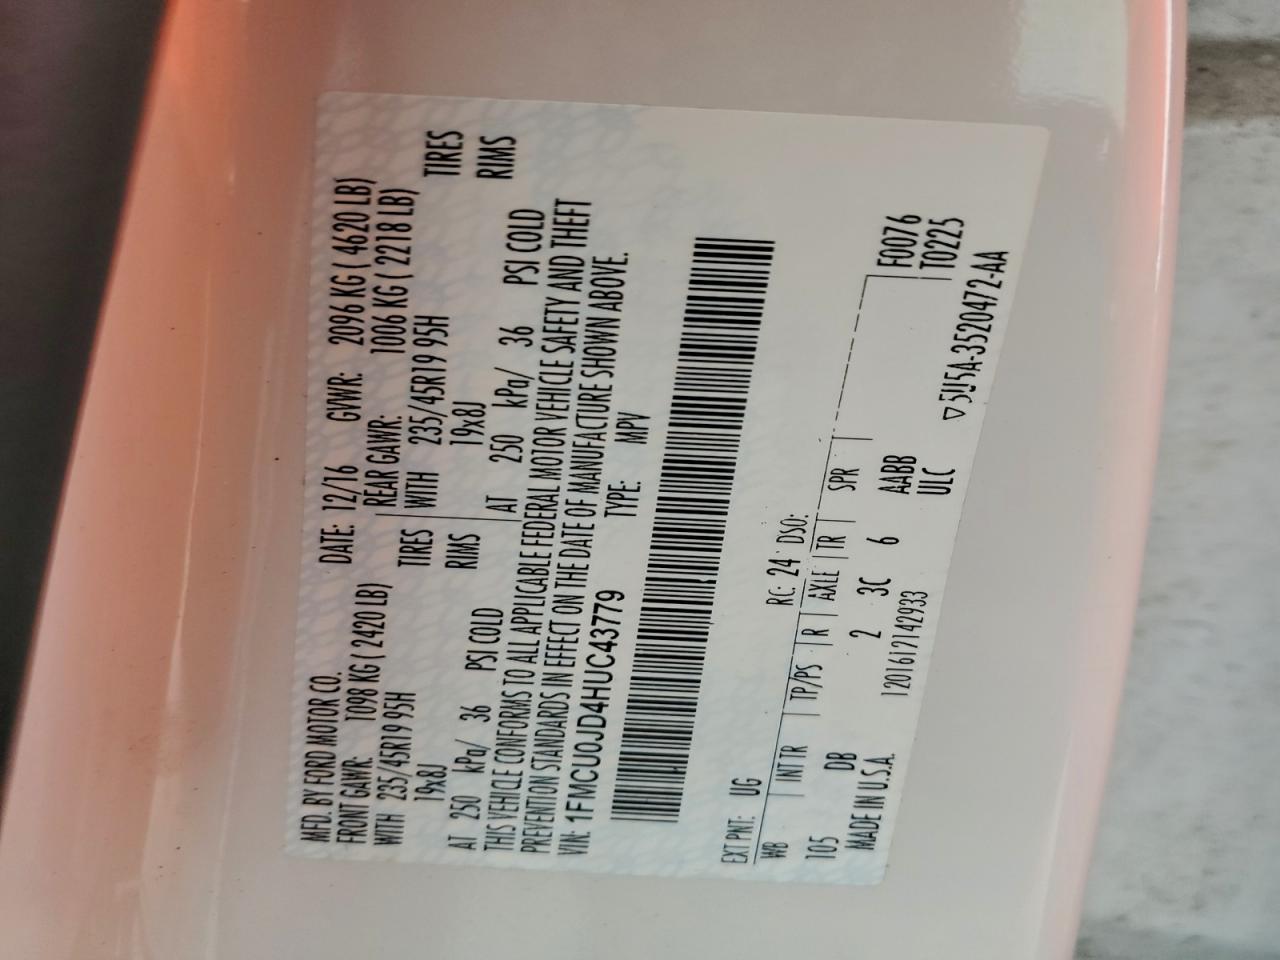 MFD. BY FORD MOTOR CO.
DATE: 12/16 GVWR: 2096 KG ( 4620 LB)
FRONT GAWR: 1098 KG ( 2420 LB) REAR GAWR: 1006 KG ( 2218 LB)
WITH 235/45R19 95H TIRES WITH 235/45R19 95H TIRES
19x8J RIMS 19x8J RIMS
AT 250 kPa/ 36 PSI COLD AT 250 kPa/ 36 PSI COLD
THIS VEHICLE CONFORMS TO ALL APPLICABLE FEDERAL MOTOR VEHICLE SAFETY AND THEFT
PREVENTION STANDARDS IN EFFECT ON THE DATE OF MANUFACTURE SHOWN ABOVE.
VIN: 1FMCU0JD4HUC43779 TYPE: MPV
EXT PNT: UG RC: 24 DSO:
WB INT TR TP/PS R AXLE TR SPR F0076
105 DB 2 3C 6 AABB T0225
MADE IN U.S.A. 1201612142933 ULC
▽5U5A-3520472-AA